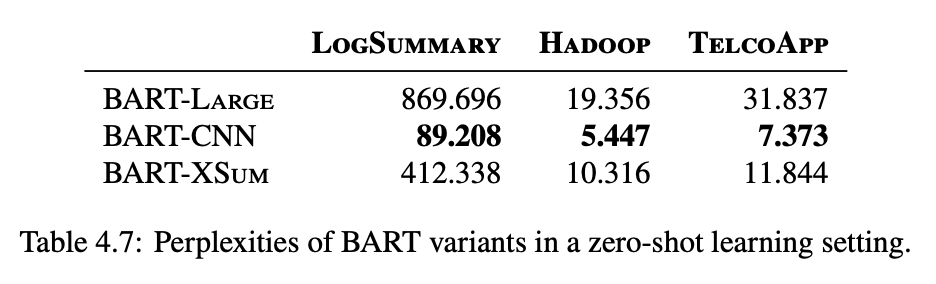 LogSummary Hadoop TelcoApp
BART-Large 869.696 19.356 31.837
BART-CNN 89.208 5.447 7.373
BART-XSum 412.338 10.316 11.844
Table 4.7: Perplexities of BART variants in a zero-shot learning setting.